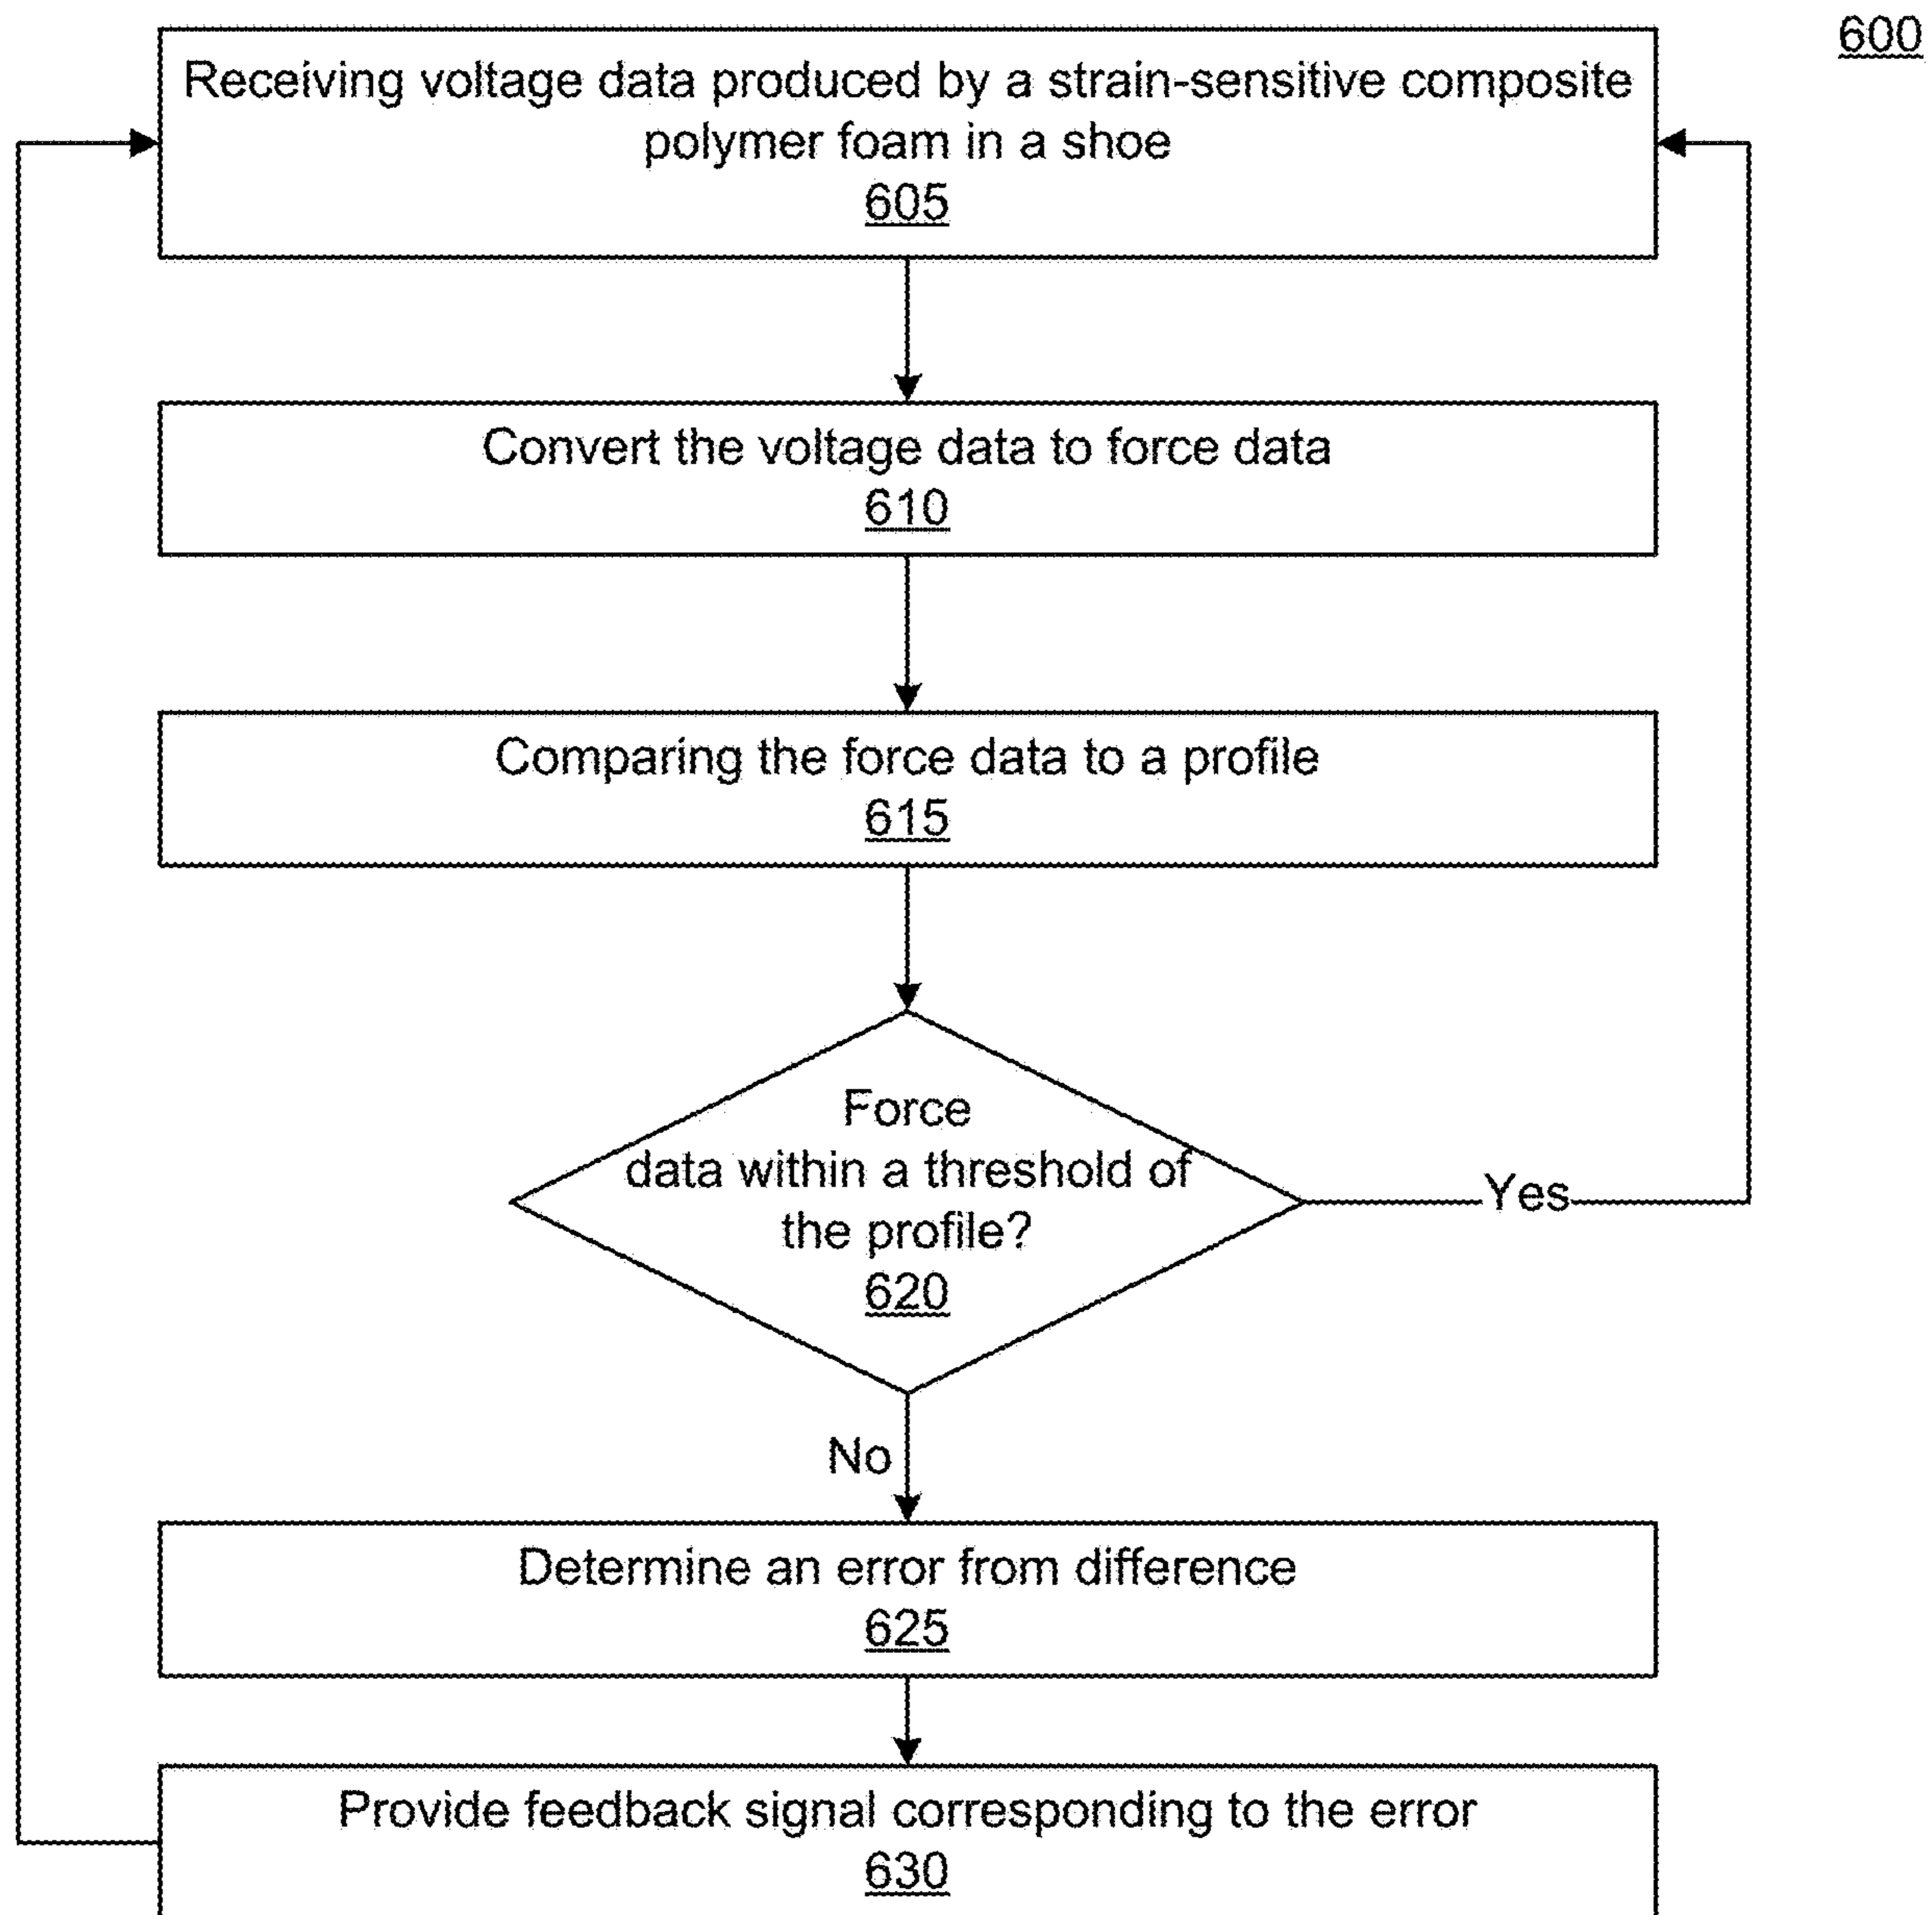 600
Receiving voltage data produced by a strain-sensitive composite
polymer foam in a shoe
605
Convert the voltage data to force data
610
Comparing the force data to a profile
615
Force
data within a threshold of
the profile?
620
Yes
No
Determine an error from difference
625
Provide feedback signal corresponding to the error
630